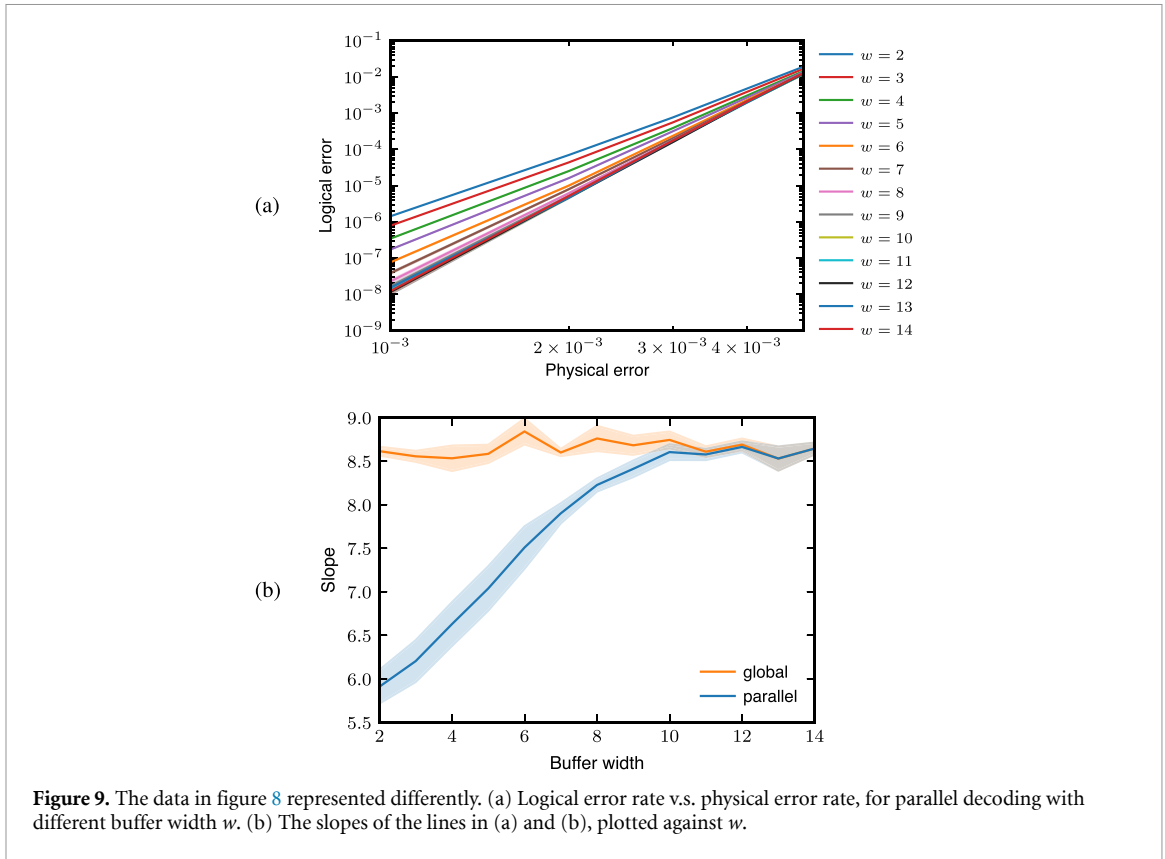 10⁻¹
10⁻²
10⁻³
10⁻⁴
10⁻⁵
10⁻⁶
10⁻⁷
10⁻⁸
10⁻⁹
Logical error
(a)
10⁻³
2 × 10⁻³
3 × 10⁻³
4 × 10⁻³
Physical error
w = 2
w = 3
w = 4
w = 5
w = 6
w = 7
w = 8
w = 9
w = 10
w = 11
w = 12
w = 13
w = 14
9.0
8.5
8.0
7.5
7.0
6.5
6.0
5.5
Slope
(b)
global
parallel
2
4
6
8
10
12
14
Buffer width
Figure 9. The data in figure 8 represented differently. (a) Logical error rate v.s. physical error rate, for parallel decoding with
different buffer width w. (b) The slopes of the lines in (a) and (b), plotted against w.